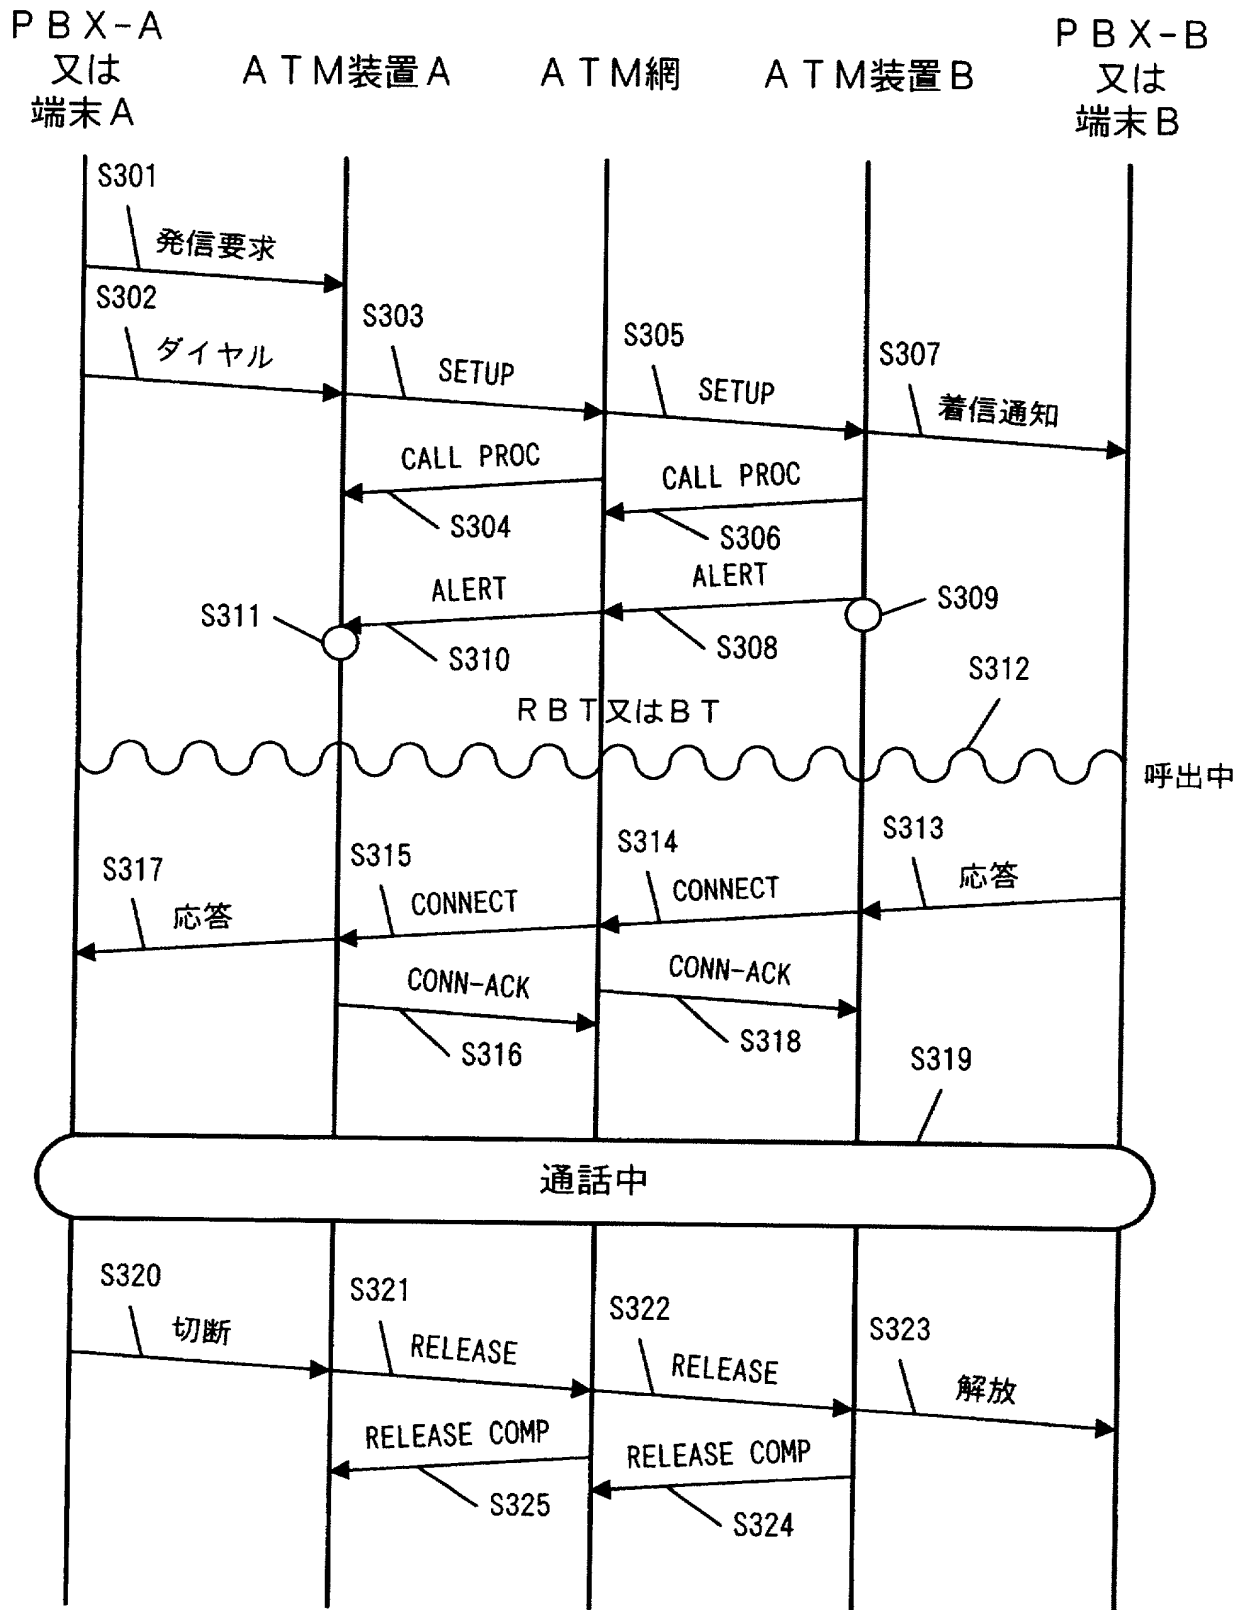 PBX-A
又は
端末A
ATM装置A
ATM網
ATM装置B
PBX-B
又は
端末B
S301
発信要求
S302
ダイヤル
S303
SETUP
S305
SETUP
S307
着信通知
CALL PROC
S304
CALL PROC
S306
ALERT
ALERT
S311
S310
S308
S309
S312
RBT又はBT
呼出中
S313
応答
S314
CONNECT
S315
CONNECT
S317
応答
CONN-ACK
S316
CONN-ACK
S318
S319
通話中
S320
切断
S321
RELEASE
S322
RELEASE
S323
解放
RELEASE COMP
S325
RELEASE COMP
S324